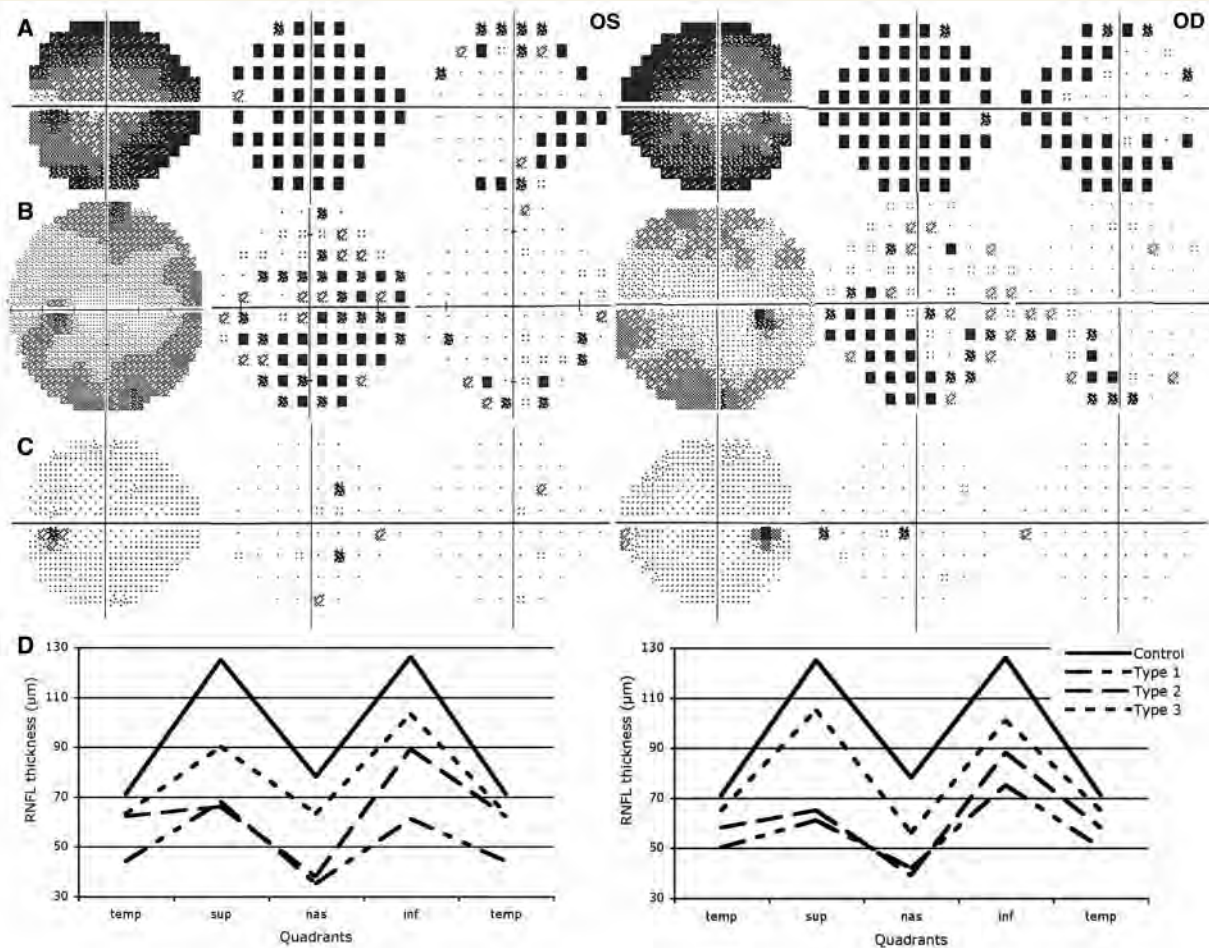 A
OS
OD
B
C
D
130
110
90
70
50
30
RNFL thickness (µm)
temp
sup
nas
inf
temp
Quadrants
130
110
90
70
50
30
RNFL thickness (µm)
temp
sup
nas
inf
temp
Quadrants
Control
Type 1
Type 2
Type 3